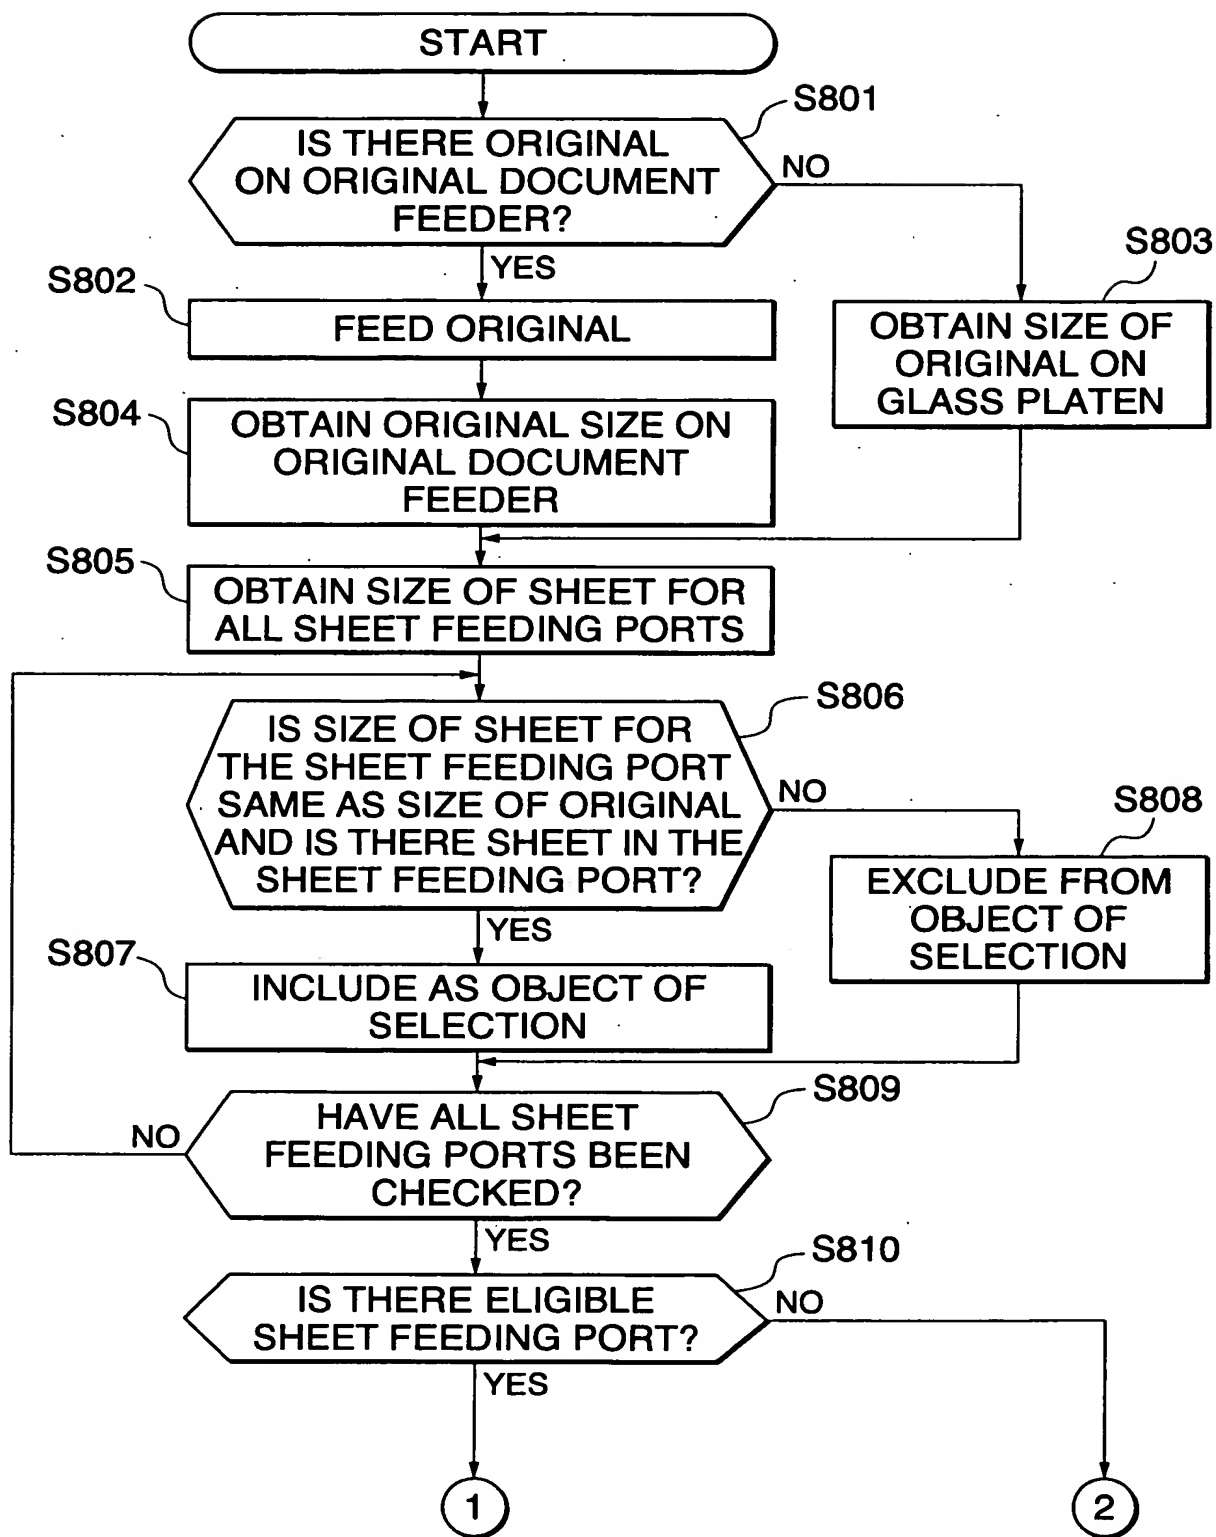 START
S801
IS THERE ORIGINAL
ON ORIGINAL DOCUMENT
FEEDER?
NO
YES
S802
FEED ORIGINAL
S803
OBTAIN SIZE OF
ORIGINAL ON
GLASS PLATEN
S804
OBTAIN ORIGINAL SIZE ON
ORIGINAL DOCUMENT
FEEDER
S805
OBTAIN SIZE OF SHEET FOR
ALL SHEET FEEDING PORTS
S806
IS SIZE OF SHEET FOR
THE SHEET FEEDING PORT
SAME AS SIZE OF ORIGINAL
AND IS THERE SHEET IN THE
SHEET FEEDING PORT?
NO
YES
S808
EXCLUDE FROM
OBJECT OF
SELECTION
S807
INCLUDE AS OBJECT OF
SELECTION
S809
HAVE ALL SHEET
FEEDING PORTS BEEN
CHECKED?
NO
YES
S810
IS THERE ELIGIBLE
SHEET FEEDING PORT?
NO
YES
1
2